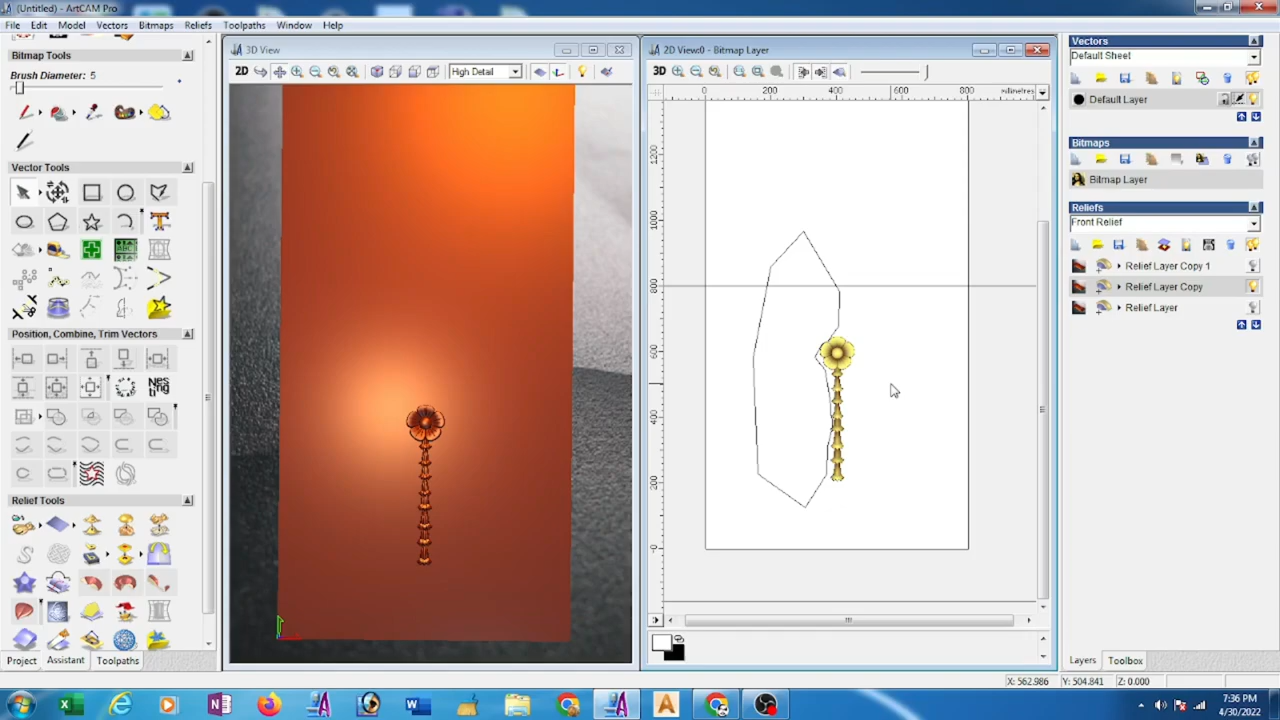 (Untitled) - ArtCAM Pro
File Edit Model Vectors Bitmaps Reliefs Toolpaths Window Help
Bitmap Tools
Brush Diameter: 5
Vector Tools
Position, Combine, Trim Vectors
Relief Tools
Project Assistant Toolpaths
3D View
2D High Detail
2D View:0 - Bitmap Layer
3D
0 200 400 600 800 millimetres
1200
1000
800
600
400
200
0
Vectors
Default Sheet
Default Layer
Bitmaps
Bitmap Layer
Reliefs
Front Relief
Relief Layer Copy 1
Relief Layer Copy
Relief Layer
Layers Toolbox
X: 562.986 Y: 504.841 Z: 0.000
7:36 PM
4/30/2022